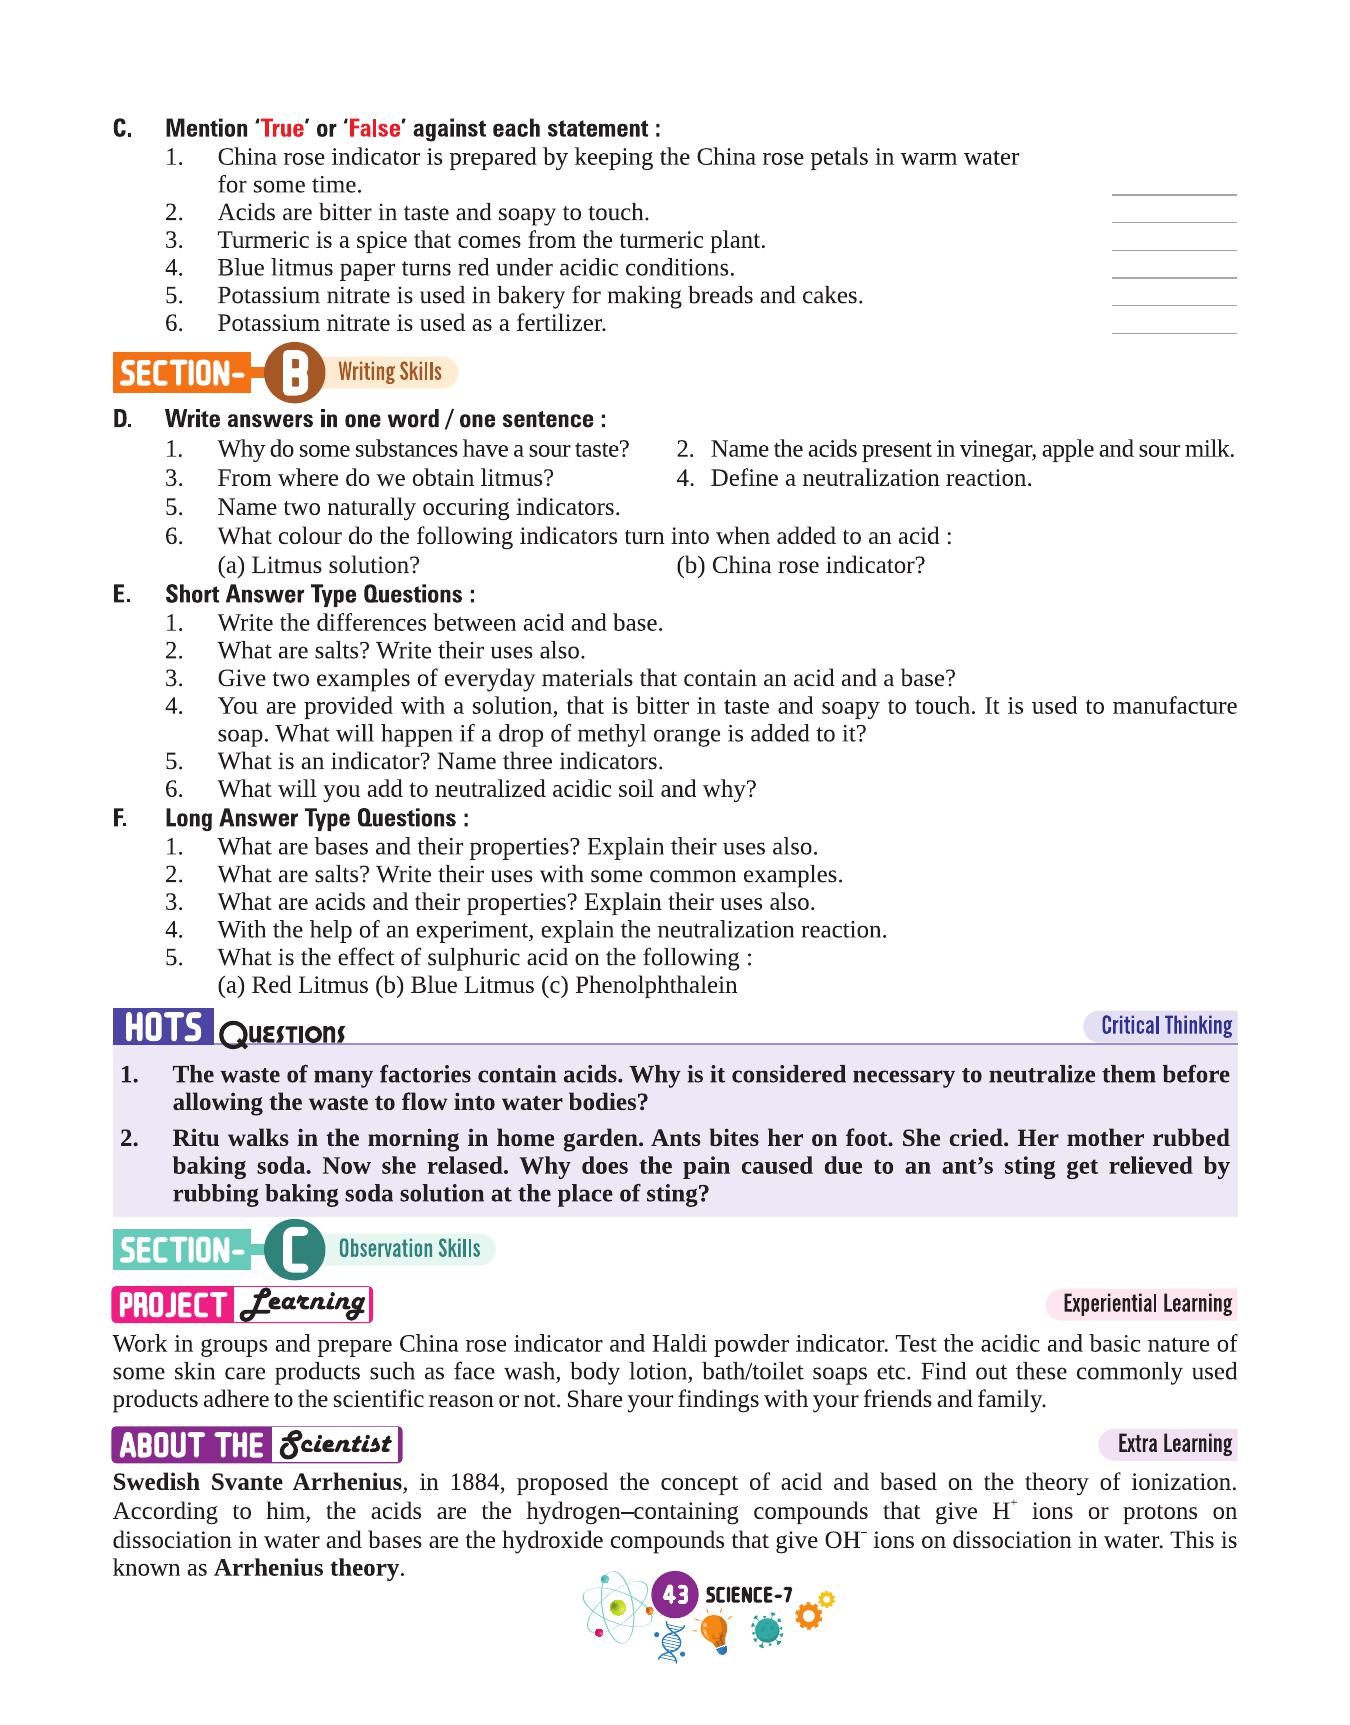 C. Mention ‘True’ or ‘False’ against each statement :
1. China rose indicator is prepared by keeping the China rose petals in warm water
for some time. ____________
2. Acids are bitter in taste and soapy to touch. ____________
3. Turmeric is a spice that comes from the turmeric plant. ____________
4. Blue litmus paper turns red under acidic conditions. ____________
5. Potassium nitrate is used in bakery for making breads and cakes. ____________
6. Potassium nitrate is used as a fertilizer. ____________
SECTION- B Writing Skills
D. Write answers in one word / one sentence :
1. Why do some substances have a sour taste? 2. Name the acids present in vinegar, apple and sour milk.
3. From where do we obtain litmus? 4. Define a neutralization reaction.
5. Name two naturally occuring indicators.
6. What colour do the following indicators turn into when added to an acid :
(a) Litmus solution? (b) China rose indicator?
E. Short Answer Type Questions :
1. Write the differences between acid and base.
2. What are salts? Write their uses also.
3. Give two examples of everyday materials that contain an acid and a base?
4. You are provided with a solution, that is bitter in taste and soapy to touch. It is used to manufacture
soap. What will happen if a drop of methyl orange is added to it?
5. What is an indicator? Name three indicators.
6. What will you add to neutralized acidic soil and why?
F. Long Answer Type Questions :
1. What are bases and their properties? Explain their uses also.
2. What are salts? Write their uses with some common examples.
3. What are acids and their properties? Explain their uses also.
4. With the help of an experiment, explain the neutralization reaction.
5. What is the effect of sulphuric acid on the following :
(a) Red Litmus (b) Blue Litmus (c) Phenolphthalein
HOTS Questions Critical Thinking
1. The waste of many factories contain acids. Why is it considered necessary to neutralize them before
allowing the waste to flow into water bodies?
2. Ritu walks in the morning in home garden. Ants bites her on foot. She cried. Her mother rubbed
baking soda. Now she relased. Why does the pain caused due to an ant’s sting get relieved by
rubbing baking soda solution at the place of sting?
SECTION- C Observation Skills
PROJECT Learning Experiential Learning
Work in groups and prepare China rose indicator and Haldi powder indicator. Test the acidic and basic nature of
some skin care products such as face wash, body lotion, bath/toilet soaps etc. Find out these commonly used
products adhere to the scientific reason or not. Share your findings with your friends and family.
ABOUT THE Scientist Extra Learning
Swedish Svante Arrhenius, in 1884, proposed the concept of acid and based on the theory of ionization.
According to him, the acids are the hydrogen–containing compounds that give H⁺ ions or protons on
dissociation in water and bases are the hydroxide compounds that give OH⁻ ions on dissociation in water. This is
known as Arrhenius theory.
43 SCIENCE-7